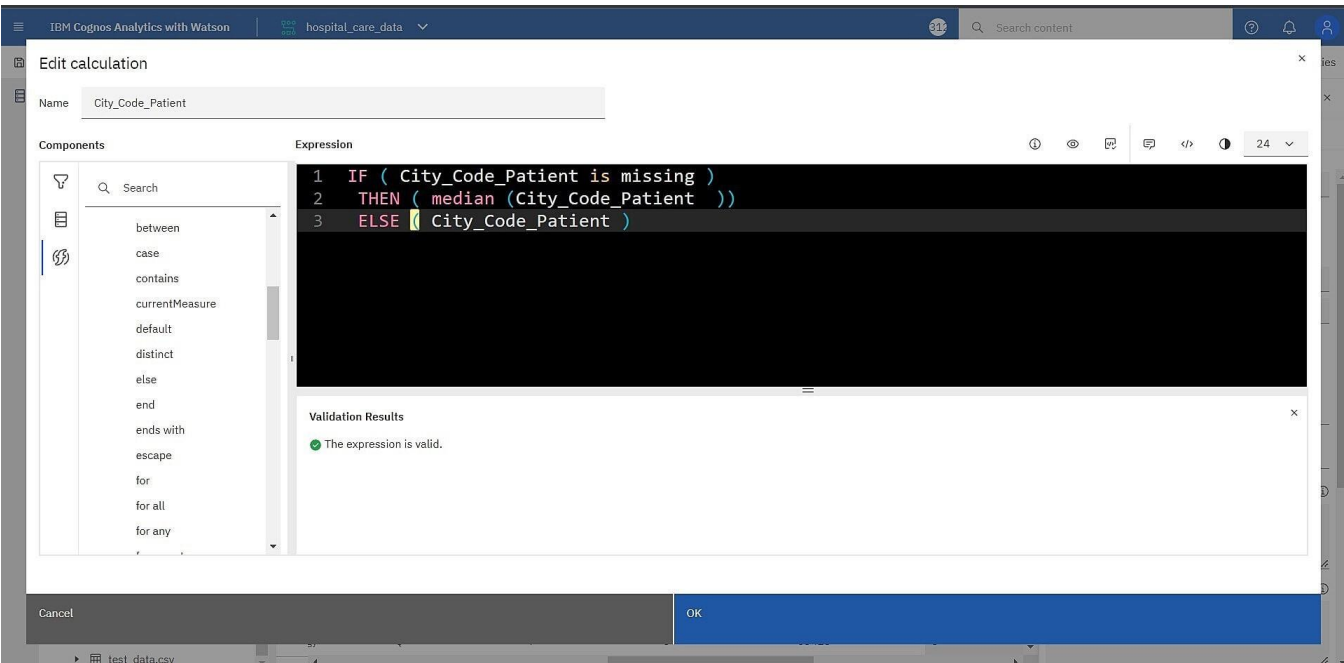 IBM Cognos Analytics with Watson
hospital_care_data
Search content
Edit calculation
Name
City_Code_Patient
Components
Expression
24
Search
between
case
contains
currentMeasure
default
distinct
else
end
ends with
escape
for
for all
for any
1 IF ( City_Code_Patient is missing )
2 THEN ( median (City_Code_Patient ))
3 ELSE ( City_Code_Patient )
Validation Results
The expression is valid.
Cancel
OK
test_data.csv